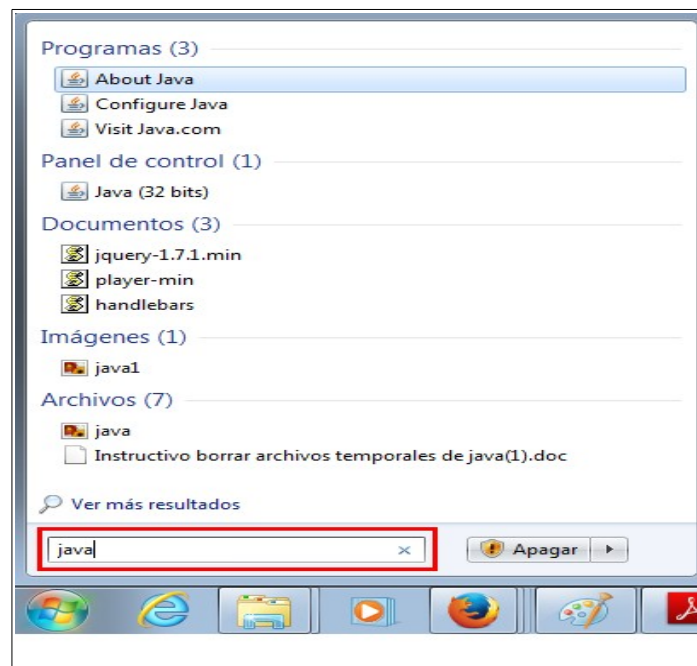 Programas (3)
About Java
Configure Java
Visit Java.com
Panel de control (1)
Java (32 bits)
Documentos (3)
jquery-1.7.1.min
player-min
handlebars
Imágenes (1)
java1
Archivos (7)
java
Instructivo borrar archivos temporales de java(1).doc
Ver más resultados
java
Apagar